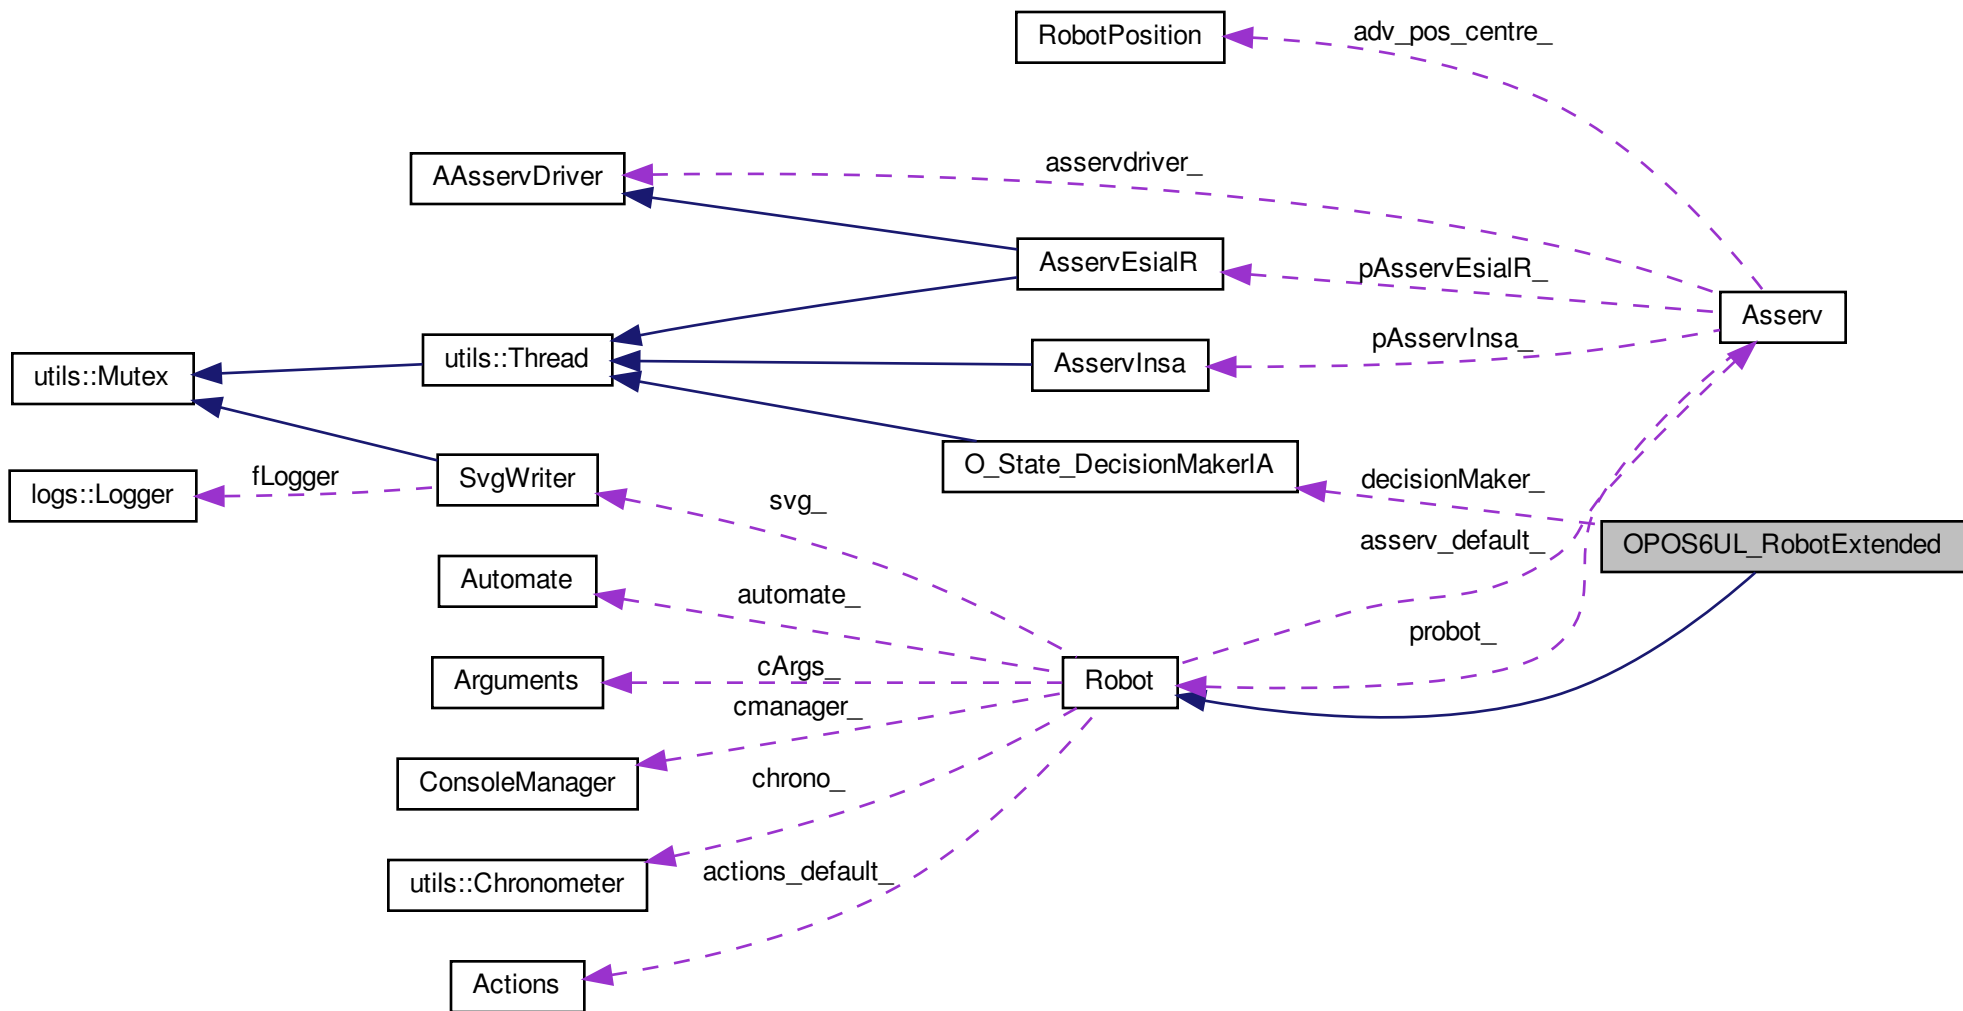 RobotPosition
adv_pos_centre_
AAsservDriver
asservdriver_
AsservEsialR
pAsservEsialR_
Asserv
utils::Mutex
utils::Thread
AsservInsa
pAsservInsa_
logs::Logger
fLogger
SvgWriter
svg_
O_State_DecisionMakerIA
decisionMaker_
asserv_default_
OPOS6UL_RobotExtended
Automate
automate_
probot_
Arguments
cArgs_
Robot
cmanager_
ConsoleManager
chrono_
utils::Chronometer
actions_default_
Actions